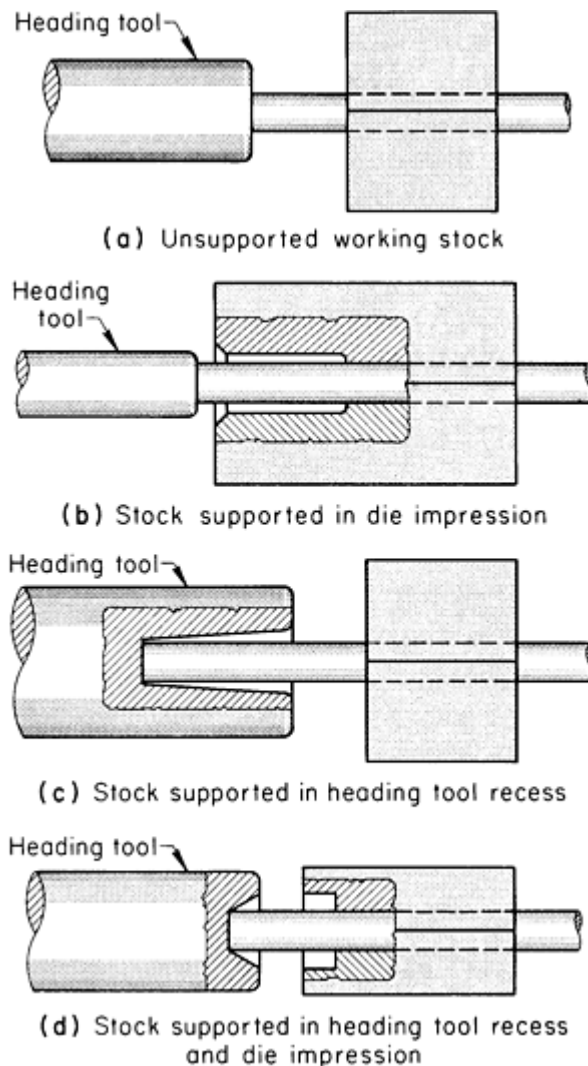 Heading tool
(a) Unsupported working stock
Heading
tool
(b) Stock supported in die impression
Heading tool
(c) Stock supported in heading tool recess
Heading tool
(d) Stock supported in heading tool recess
and die impression